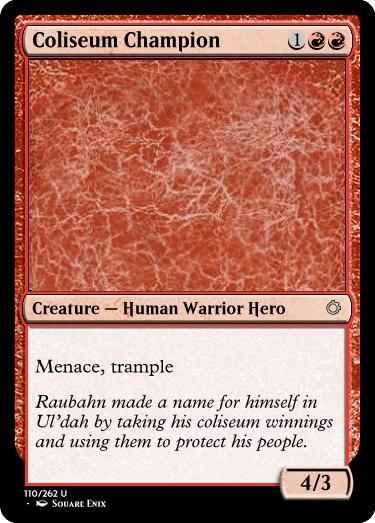 Coliseum Champion 1
Creature — Human Warrior Hero
Menace, trample
Raubahn made a name for himself in
Ul'dah by taking his coliseum winnings
and using them to protect his people.
4/3
110/262 U
· Square Enix